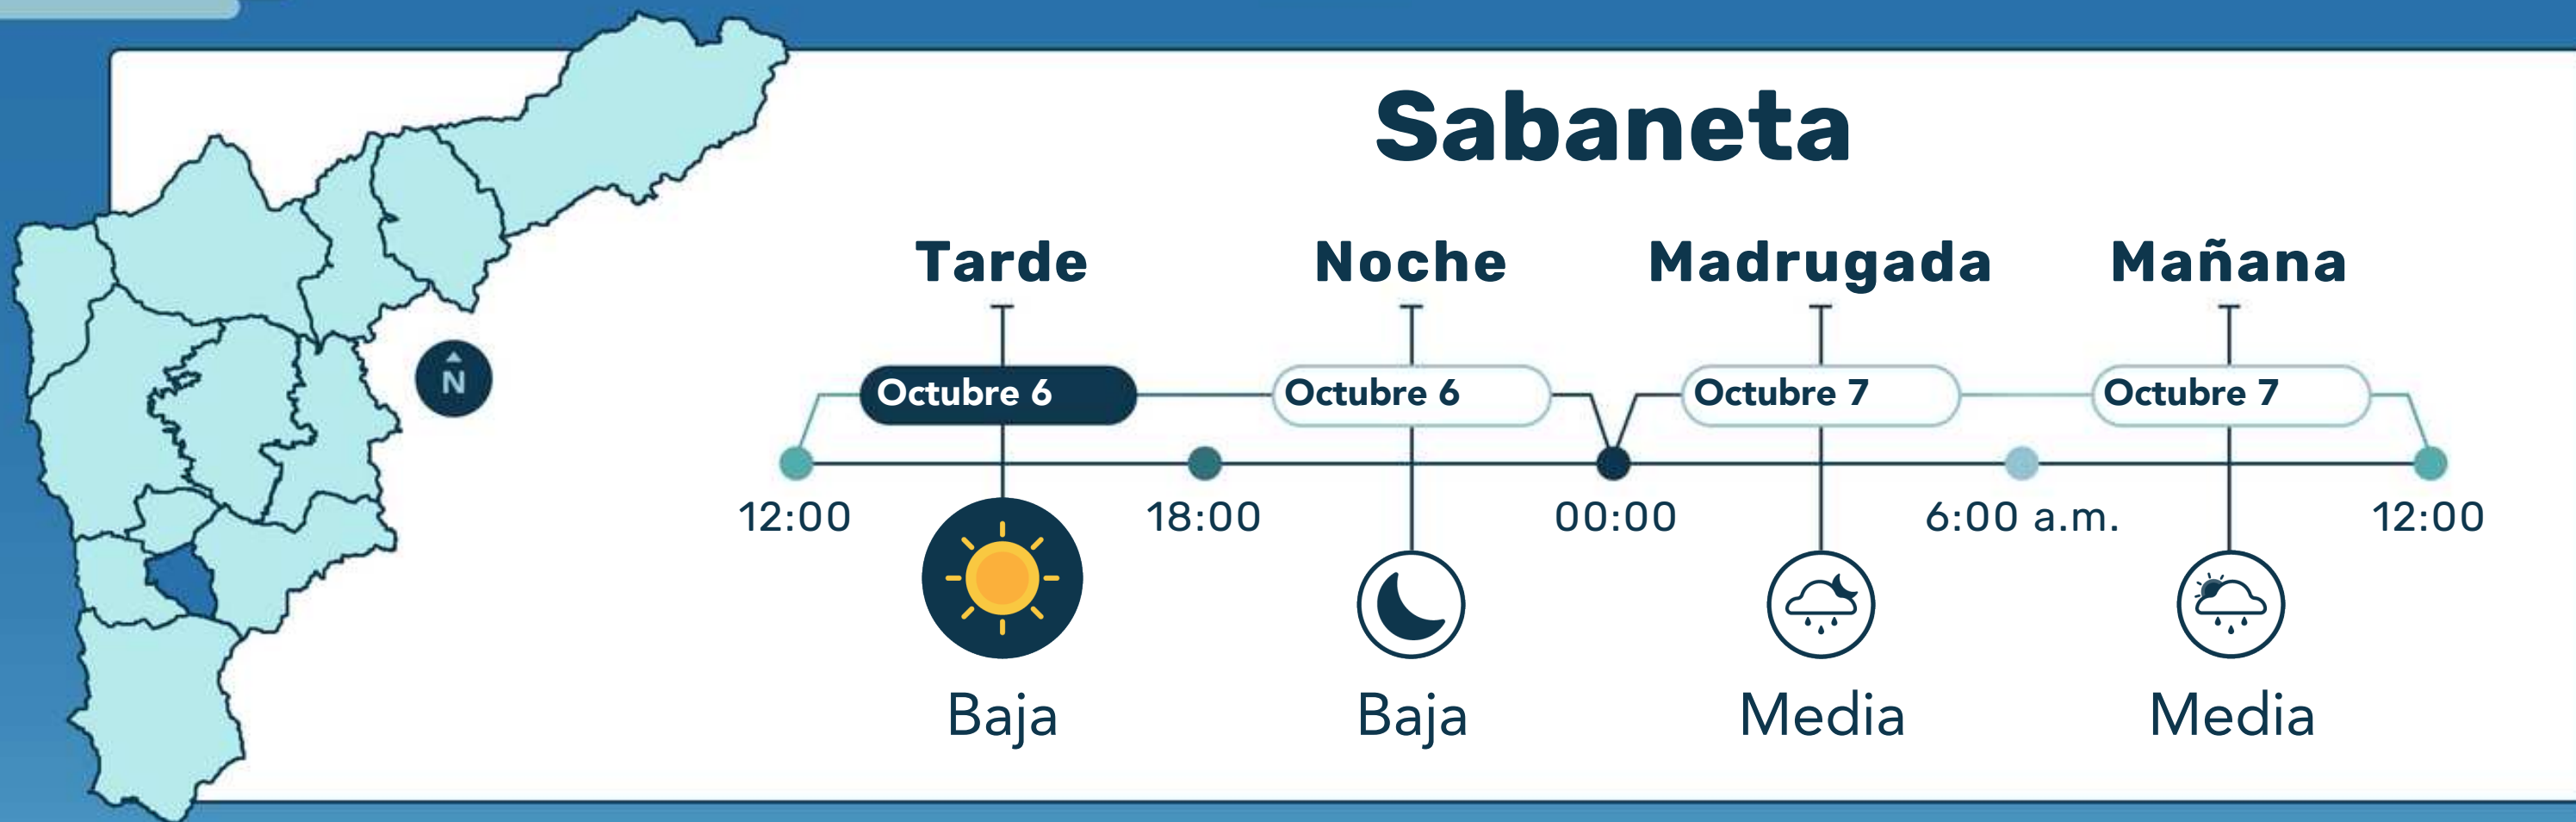 Sabaneta
Tarde
Noche
Madrugada
Mañana
Octubre 6
Octubre 6
Octubre 7
Octubre 7
N
12:00
18:00
00:00
6:00 a.m.
12:00
Baja
Baja
Media
Media